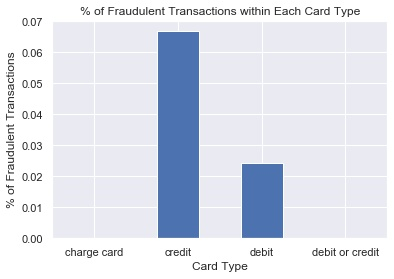 % of Fraudulent Transactions within Each Card Type
% of Fraudulent Transactions
0.07
0.06
0.05
0.04
0.03
0.02
0.01
0.00
charge card credit debit debit or credit
Card Type